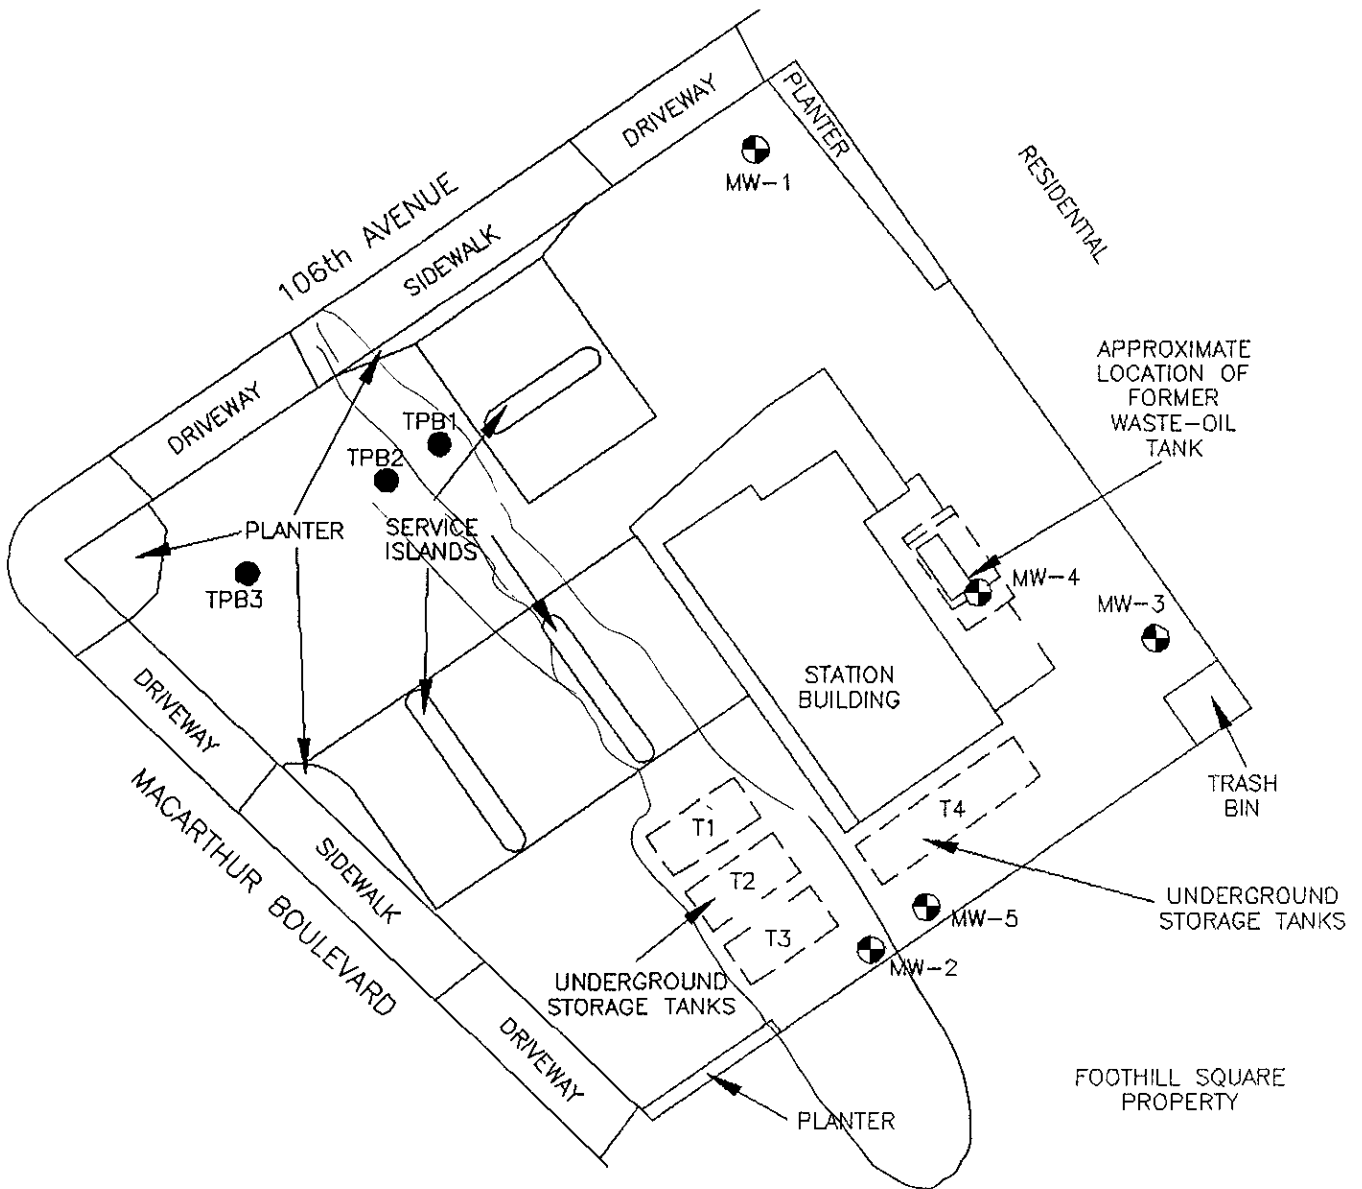 DRIVEWAY
PLANTER
MW-1
RESIDENTIAL
106th AVENUE
SIDEWALK
APPROXIMATE
LOCATION OF
FORMER
WASTE-OIL
TANK
DRIVEWAY
TPB1
TPB2
PLANTER
SERVICE
ISLANDS
TPB3
MW-4
MW-3
STATION
BUILDING
DRIVEWAY
TRASH
BIN
MACARTHUR BOULEVARD
SIDEWALK
T1
T4
T2
T3
UNDERGROUND
STORAGE TANKS
MW-5
MW-2
UNDERGROUND
STORAGE TANKS
DRIVEWAY
FOOTHILL SQUARE
PROPERTY
PLANTER